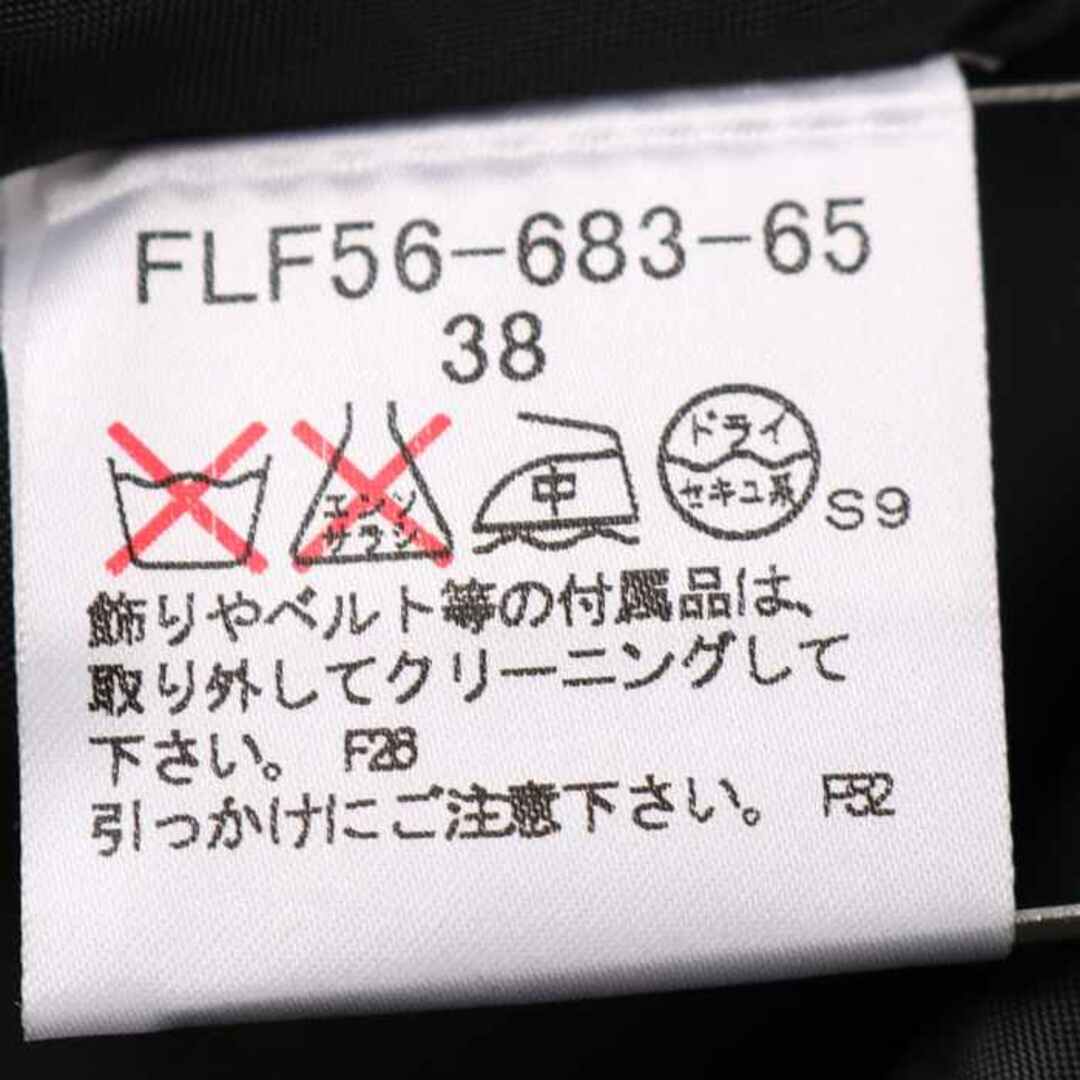 FLF56-683-65
38
エンソ
サラシ
中
ドライ
セキユ系
S9
飾りやベルト等の付属品は、
取り外してクリーニングして
下さい。 F28
引っかけにご注意下さい。 F52